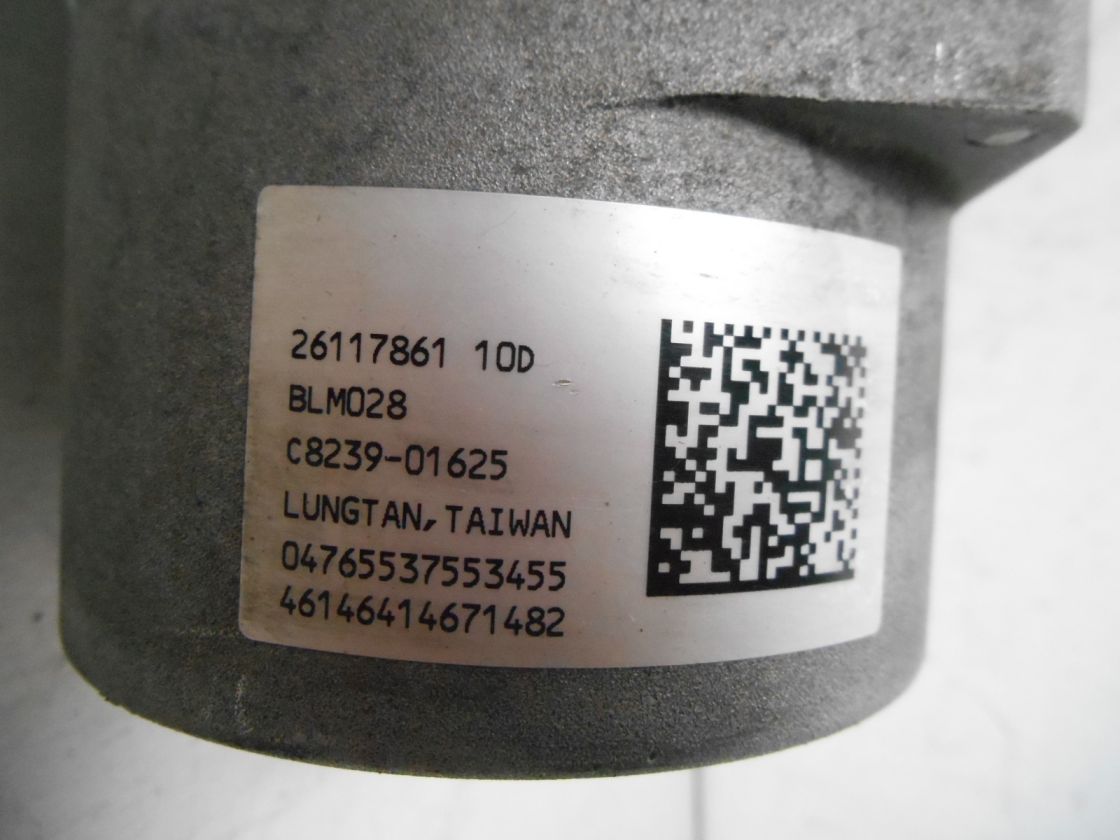 26117861 10D
BLM028
C8239-01625
LUNGTAN, TAIWAN
04765537553455
46146414671482